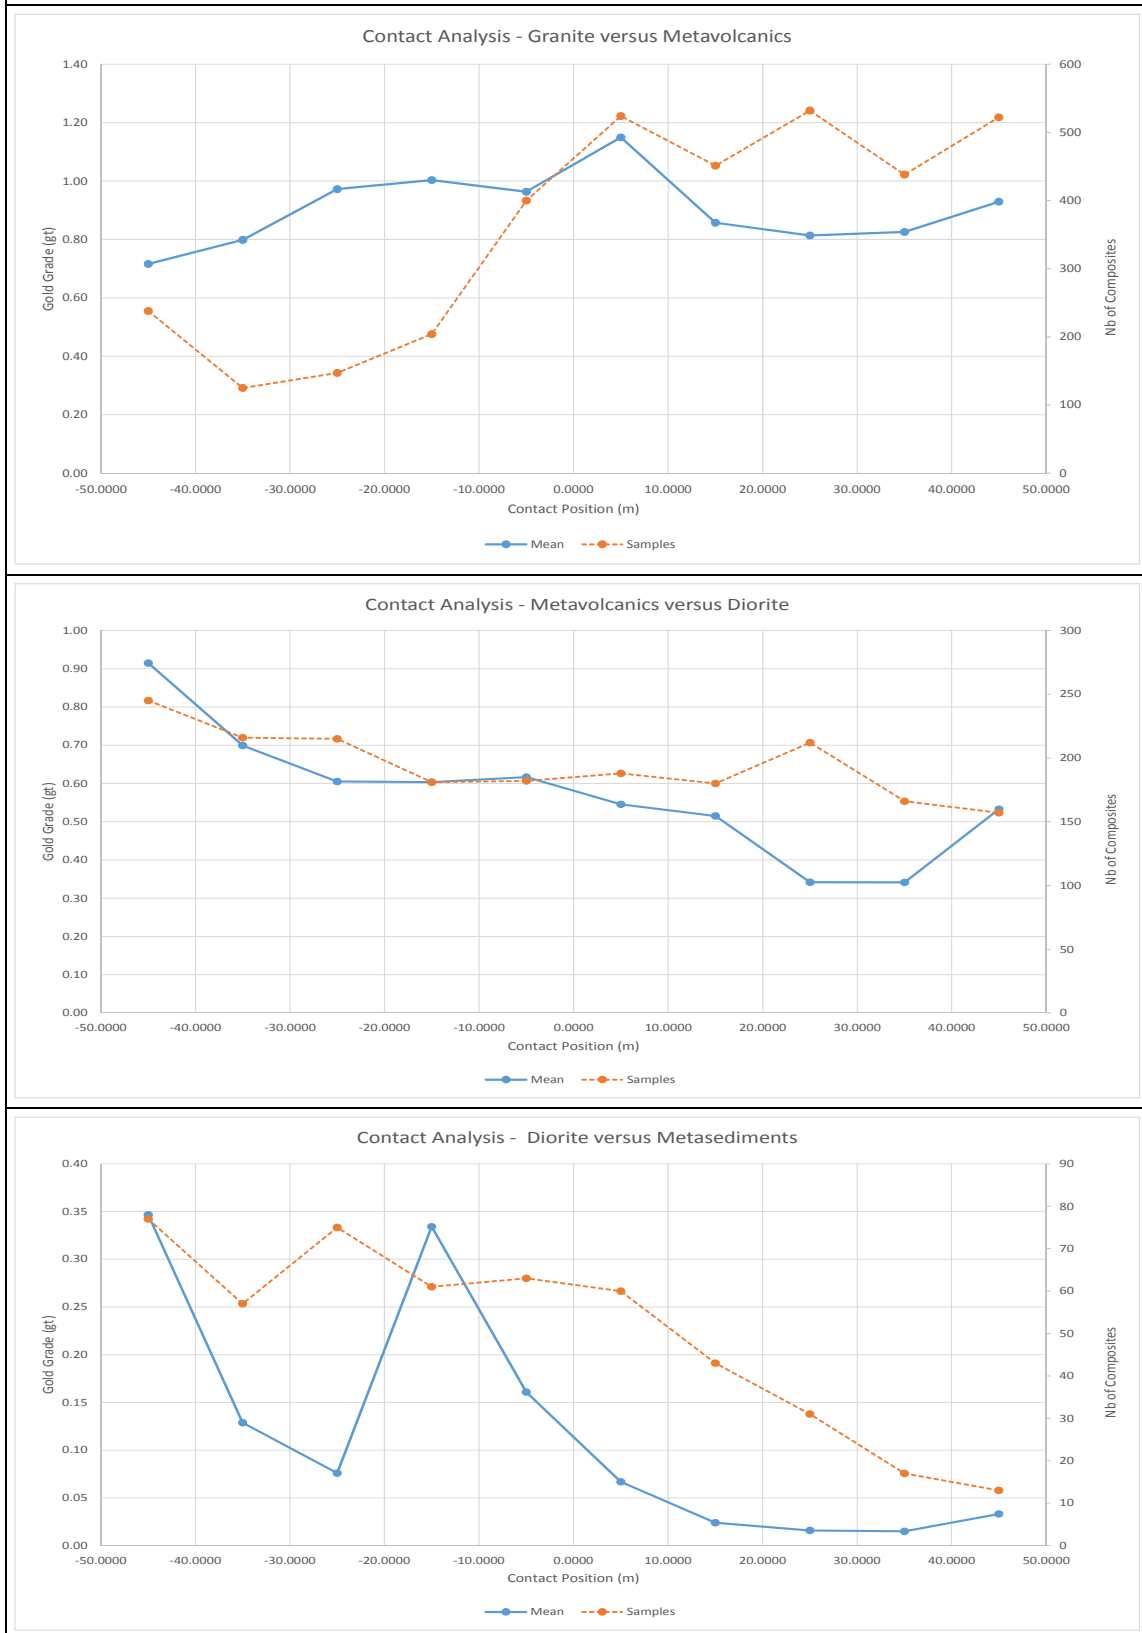 Contact Analysis - Granite versus Metavolcanics
1.40
1.20
1.00
0.80
0.60
0.40
0.20
0.00
Gold Grade (gt)
600
500
400
300
200
100
0
Nb of Composites
-50.0000 -40.0000 -30.0000 -20.0000 -10.0000 0.0000 10.0000 20.0000 30.0000 40.0000 50.0000
Contact Position (m)
Mean Samples
Contact Analysis - Metavolcanics versus Diorite
1.00
0.90
0.80
0.70
0.60
0.50
0.40
0.30
0.20
0.10
0.00
Gold Grade (gt)
300
250
200
150
100
50
0
Nb of Composites
-50.0000 -40.0000 -30.0000 -20.0000 -10.0000 0.0000 10.0000 20.0000 30.0000 40.0000 50.0000
Contact Position (m)
Mean Samples
Contact Analysis - Diorite versus Metasediments
0.40
0.35
0.30
0.25
0.20
0.15
0.10
0.05
0.00
Gold Grade (gt)
90
80
70
60
50
40
30
20
10
0
Nb of Composites
-50.0000 -40.0000 -30.0000 -20.0000 -10.0000 0.0000 10.0000 20.0000 30.0000 40.0000 50.0000
Contact Position (m)
Mean Samples